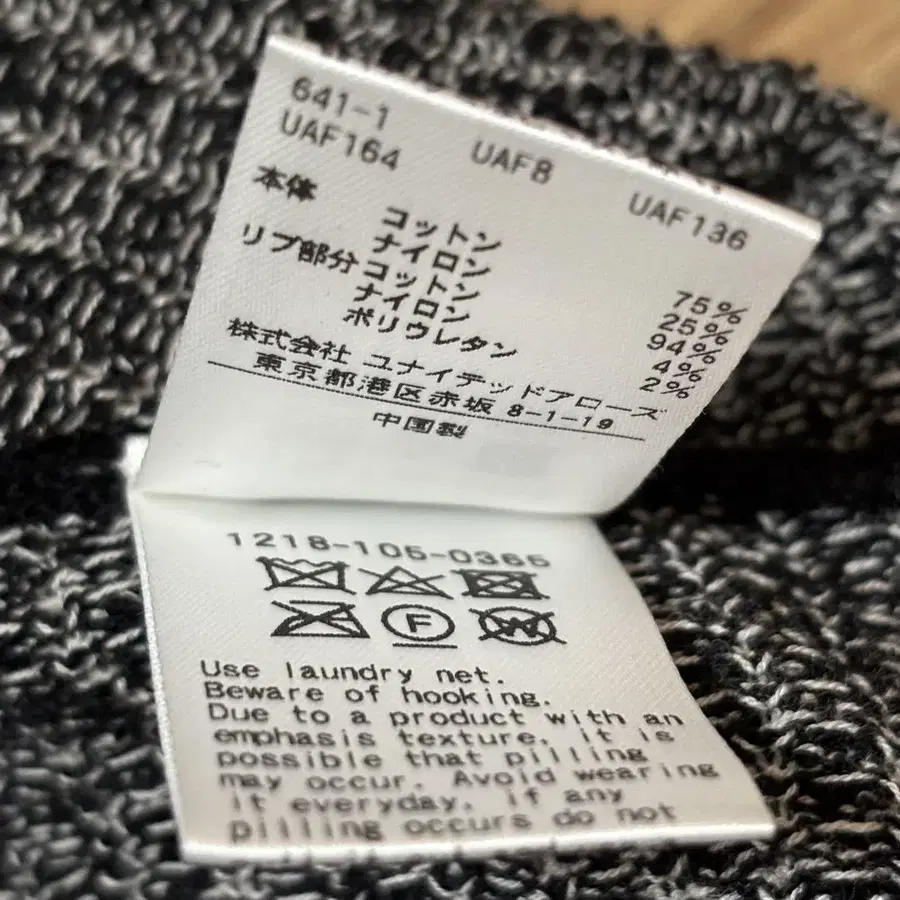 641-1
UAF164 UAF8 UAF136
本体 コットン 75%
ナイロン 25%
リブ部分 コットン 94%
ナイロン 4%
ポリウレタン 2%
株式会社 ユナイテッドアローズ
東京都港区赤坂 8-1-19
中国製
1218-105-0365
F
W
Use laundry net.
Beware of hooking.
Due to a product with an
emphasis texture, it is
possible that pilling
may occur. Avoid wearing
it everyday. if any
pilling occurs do not